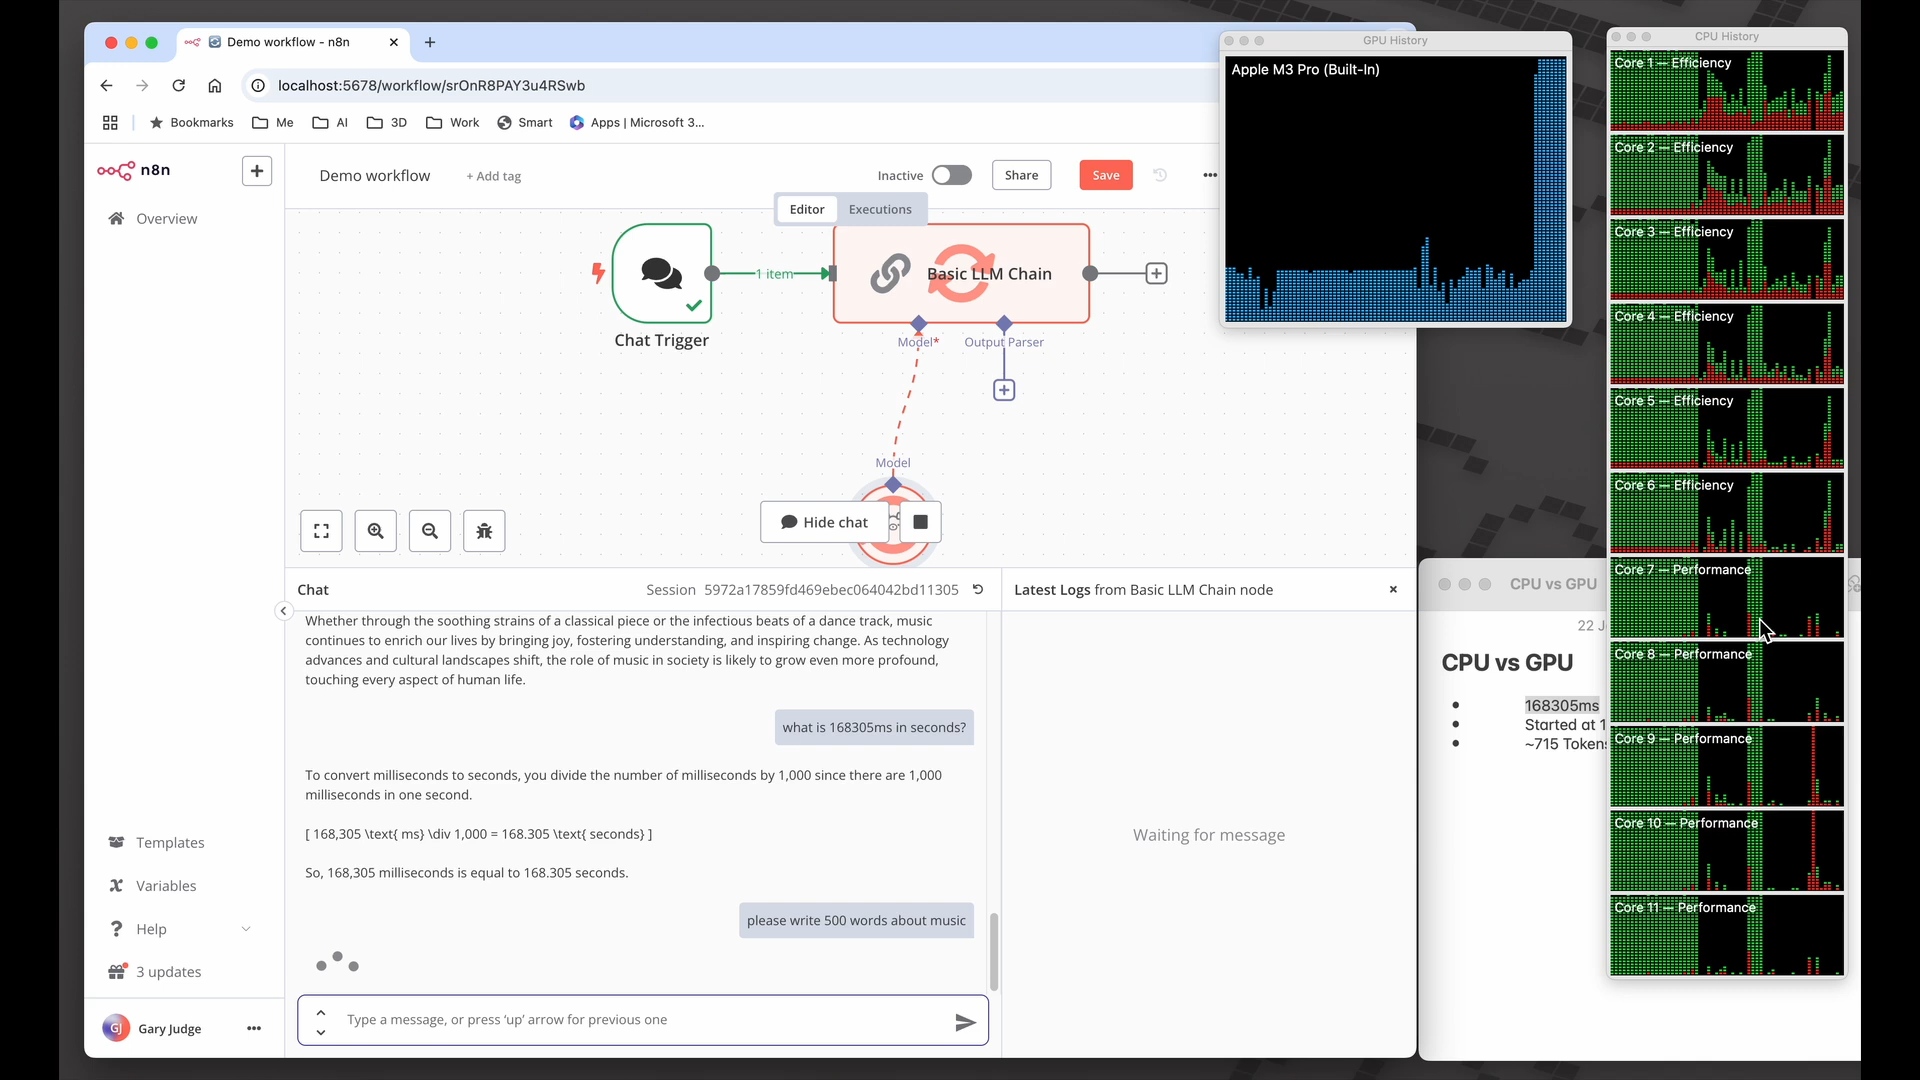 Demo workflow - n8n
localhost:5678/workflow/srOnR8PAY3u4RSwb
Bookmarks
Me
AI
3D
Work
Smart
Apps | Microsoft 3...
n8n
Overview
Demo workflow
+ Add tag
Inactive
Share
Save
Editor
Executions
1 item
Basic LLM Chain
Chat Trigger
Model*
Output Parser
Model
Hide chat
Chat
Session 5972a17859fd469ebec064042bd11305
Whether through the soothing strains of a classical piece or the infectious beats of a dance track, music
continues to enrich our lives by bringing joy, fostering understanding, and inspiring change. As technology
advances and cultural landscapes shift, the role of music in society is likely to grow even more profound,
touching every aspect of human life.
what is 168305ms in seconds?
To convert milliseconds to seconds, you divide the number of milliseconds by 1,000 since there are 1,000
milliseconds in one second.
[ 168,305 \text{ ms} \div 1,000 = 168.305 \text{ seconds} ]
So, 168,305 milliseconds is equal to 168.305 seconds.
please write 500 words about music
Type a message, or press ‘up’ arrow for previous one
Latest Logs from Basic LLM Chain node
Waiting for message
Templates
Variables
Help
3 updates
GJ
Gary Judge
GPU History
Apple M3 Pro (Built-In)
CPU History
Core 1 — Efficiency
Core 2 — Efficiency
Core 3 — Efficiency
Core 4 — Efficiency
Core 5 — Efficiency
Core 6 — Efficiency
Core 7 — Performance
Core 8 — Performance
Core 9 — Performance
Core 10 — Performance
Core 11 — Performance
CPU vs GPU
22 J
CPU vs GPU
168305ms
Started at 1
~715 Tokens